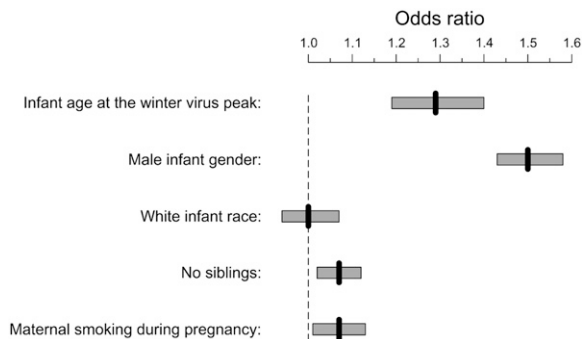 Odds ratio
1.0 1.1 1.2 1.3 1.4 1.5 1.6
Infant age at the winter virus peak:
Male infant gender:
White infant race:
No siblings:
Maternal smoking during pregnancy: